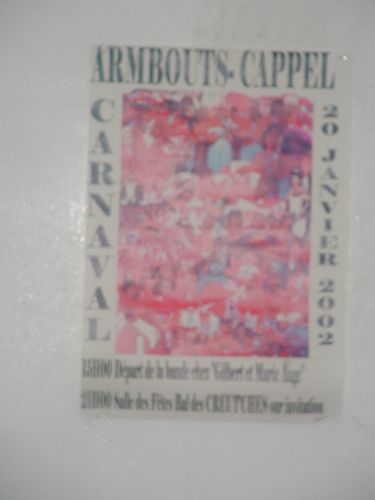 ARMBOUTS-CAPPEL
CARNAVAL
20 JANVIER 2002
15H00 Départ de la bande chez "Gilbert et Marie Ange"
21H00 Salle des Fêtes Bal des CREUTCHES sur invitation